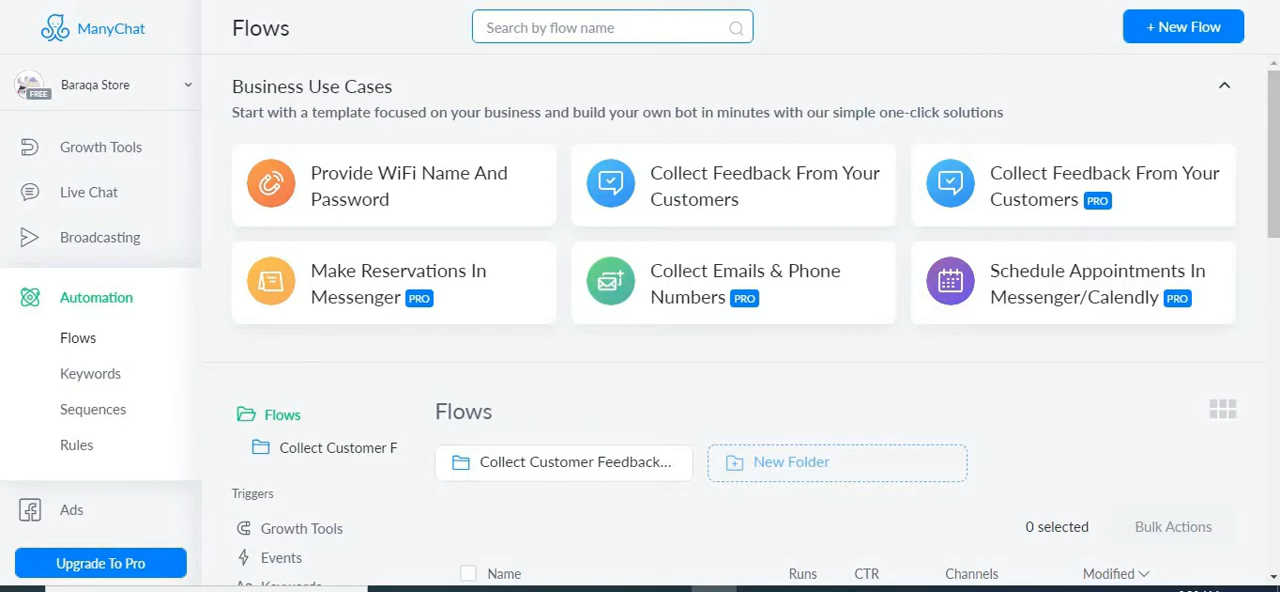 ManyChat
Flows
Search by flow name
+ New Flow
Baraqa Store
FREE
Business Use Cases
Start with a template focused on your business and build your own bot in minutes with our simple one-click solutions
Growth Tools
Live Chat
Broadcasting
Automation
Flows
Keywords
Sequences
Rules
Ads
Upgrade To Pro
Provide WiFi Name And
Password
Collect Feedback From Your
Customers
Collect Feedback From Your
Customers PRO
Make Reservations In
Messenger PRO
Collect Emails & Phone
Numbers PRO
Schedule Appointments In
Messenger/Calendly PRO
Flows
Collect Customer F
Triggers
Growth Tools
Events
Keywords
Flows
Collect Customer Feedback...
New Folder
0 selected
Bulk Actions
Name Runs CTR Channels Modified